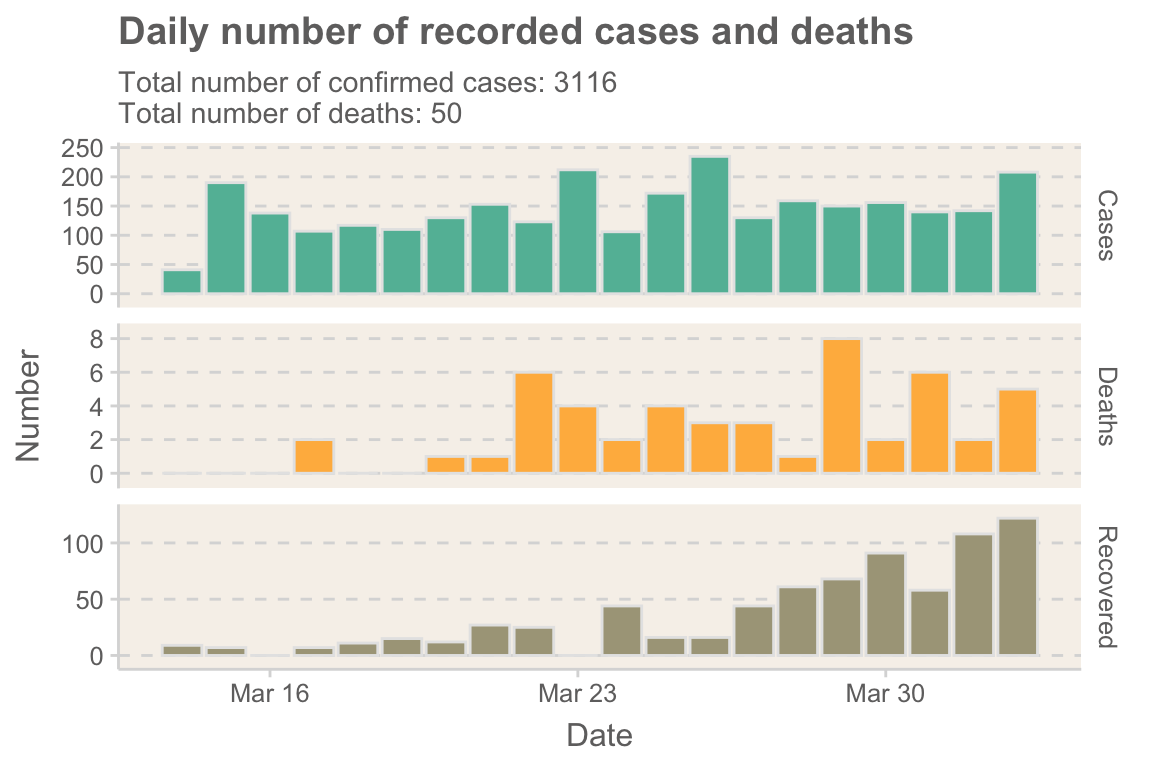 Daily number of recorded cases and deaths
Total number of confirmed cases: 3116
Total number of deaths: 50
250
200
150
100
50
0
Cases
8
6
4
2
0
Deaths
100
50
0
Recovered
Number
Mar 16 Mar 23 Mar 30
Date